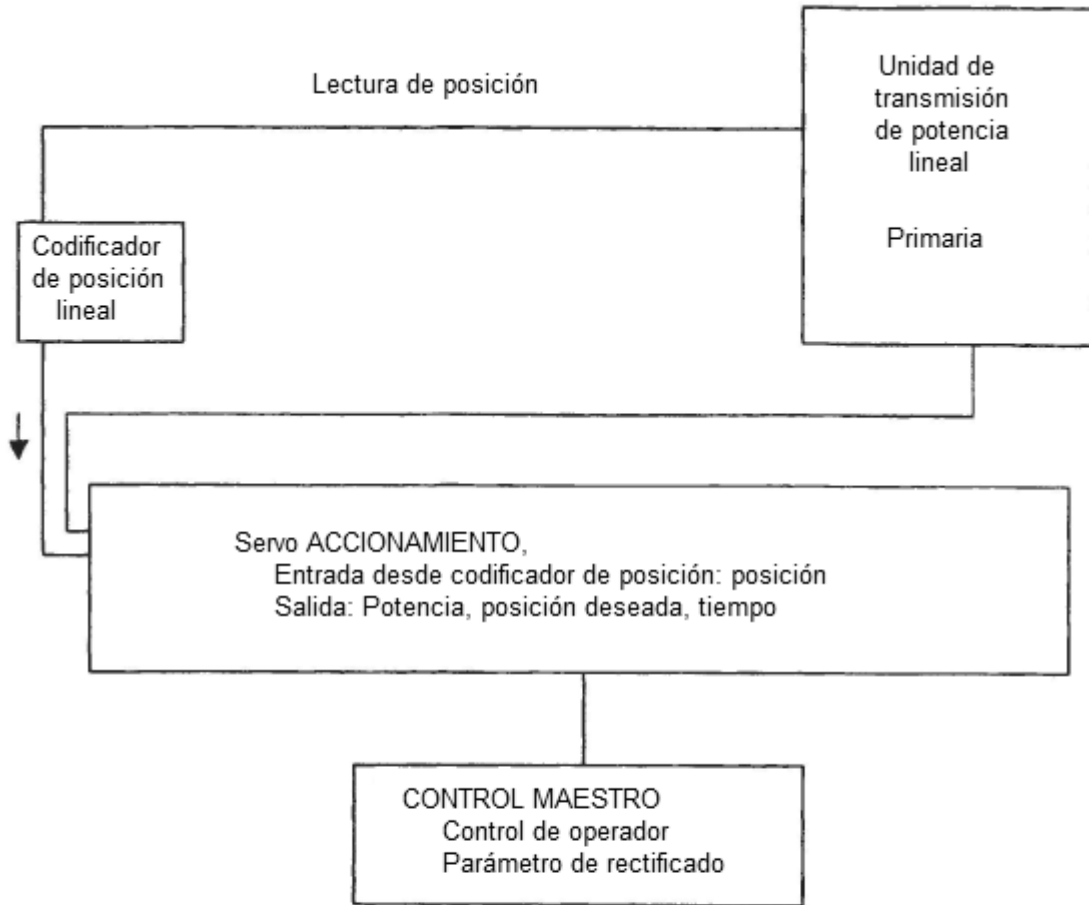 Lectura de posición
Unidad de
transmisión
de potencia
lineal
Primaria
Codificador
de posición
lineal
Servo ACCIONAMIENTO,
Entrada desde codificador de posición: posición
Salida: Potencia, posición deseada, tiempo
CONTROL MAESTRO
Control de operador
Parámetro de rectificado